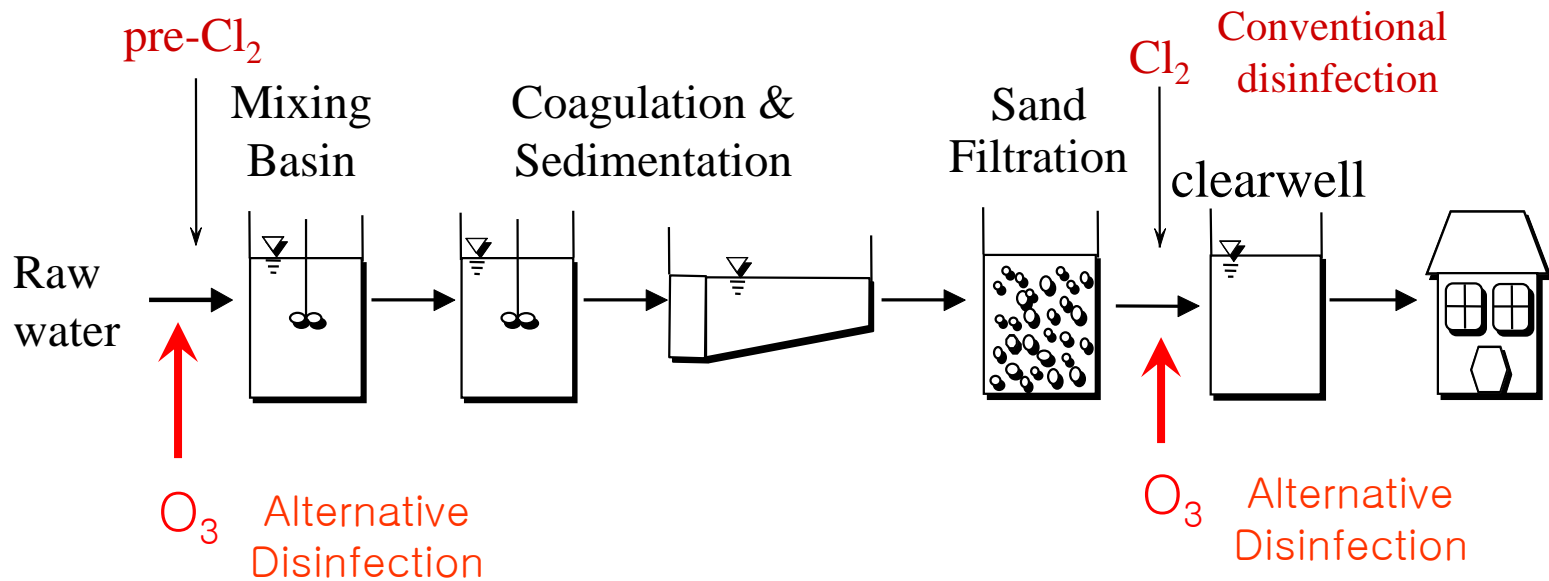 pre-Cl₂
Mixing
Basin
Coagulation &
Sedimentation
Sand
Filtration
Cl₂
Conventional
disinfection
clearwell
Raw
water
O₃
Alternative
Disinfection
O₃
Alternative
Disinfection